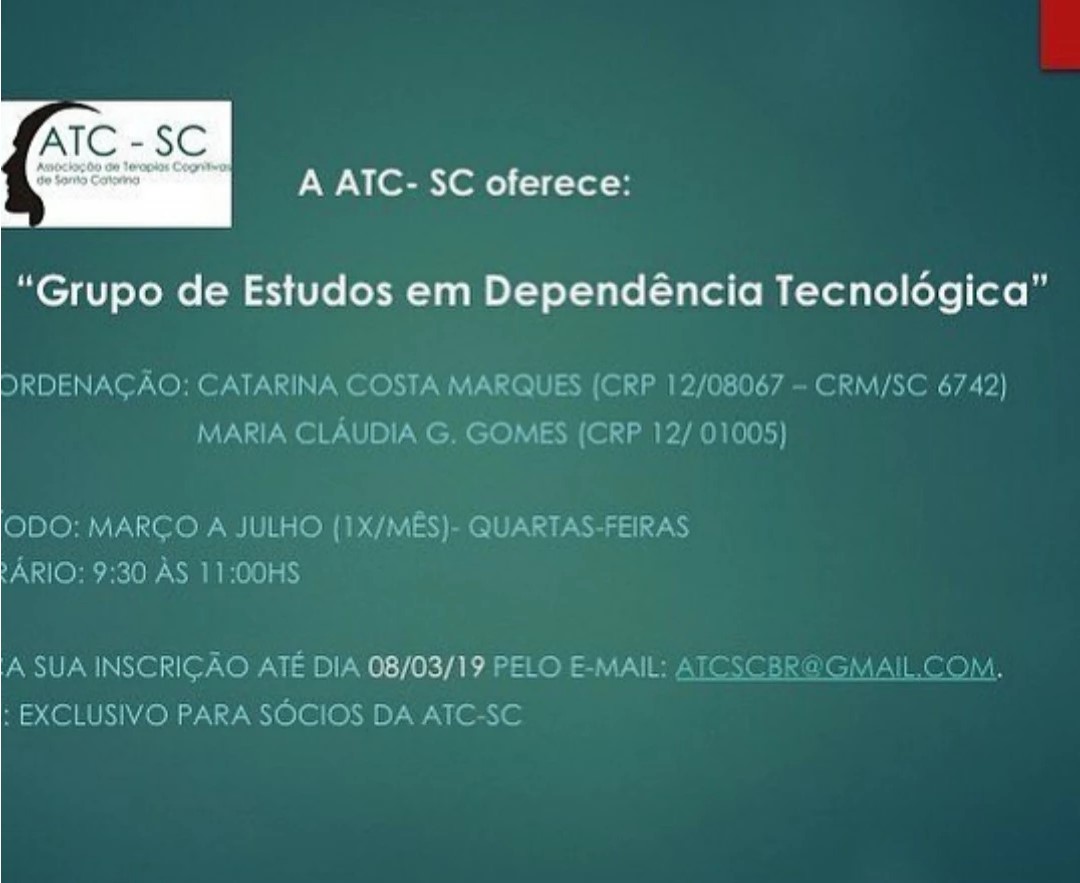 ATC - SC
Associação de Terapias Cognitivas
de Santa Catarina
A ATC- SC oferece:
“Grupo de Estudos em Dependência Tecnológica”
ORDENAÇÃO: CATARINA COSTA MARQUES (CRP 12/08067 – CRM/SC 6742)
MARIA CLÁUDIA G. GOMES (CRP 12/ 01005)
ODO: MARÇO A JULHO (1X/MÊS)- QUARTAS-FEIRAS
RÁRIO: 9:30 ÀS 11:00HS
A SUA INSCRIÇÃO ATÉ DIA 08/03/19 PELO E-MAIL: ATCSCBR@GMAIL.COM.
: EXCLUSIVO PARA SÓCIOS DA ATC-SC